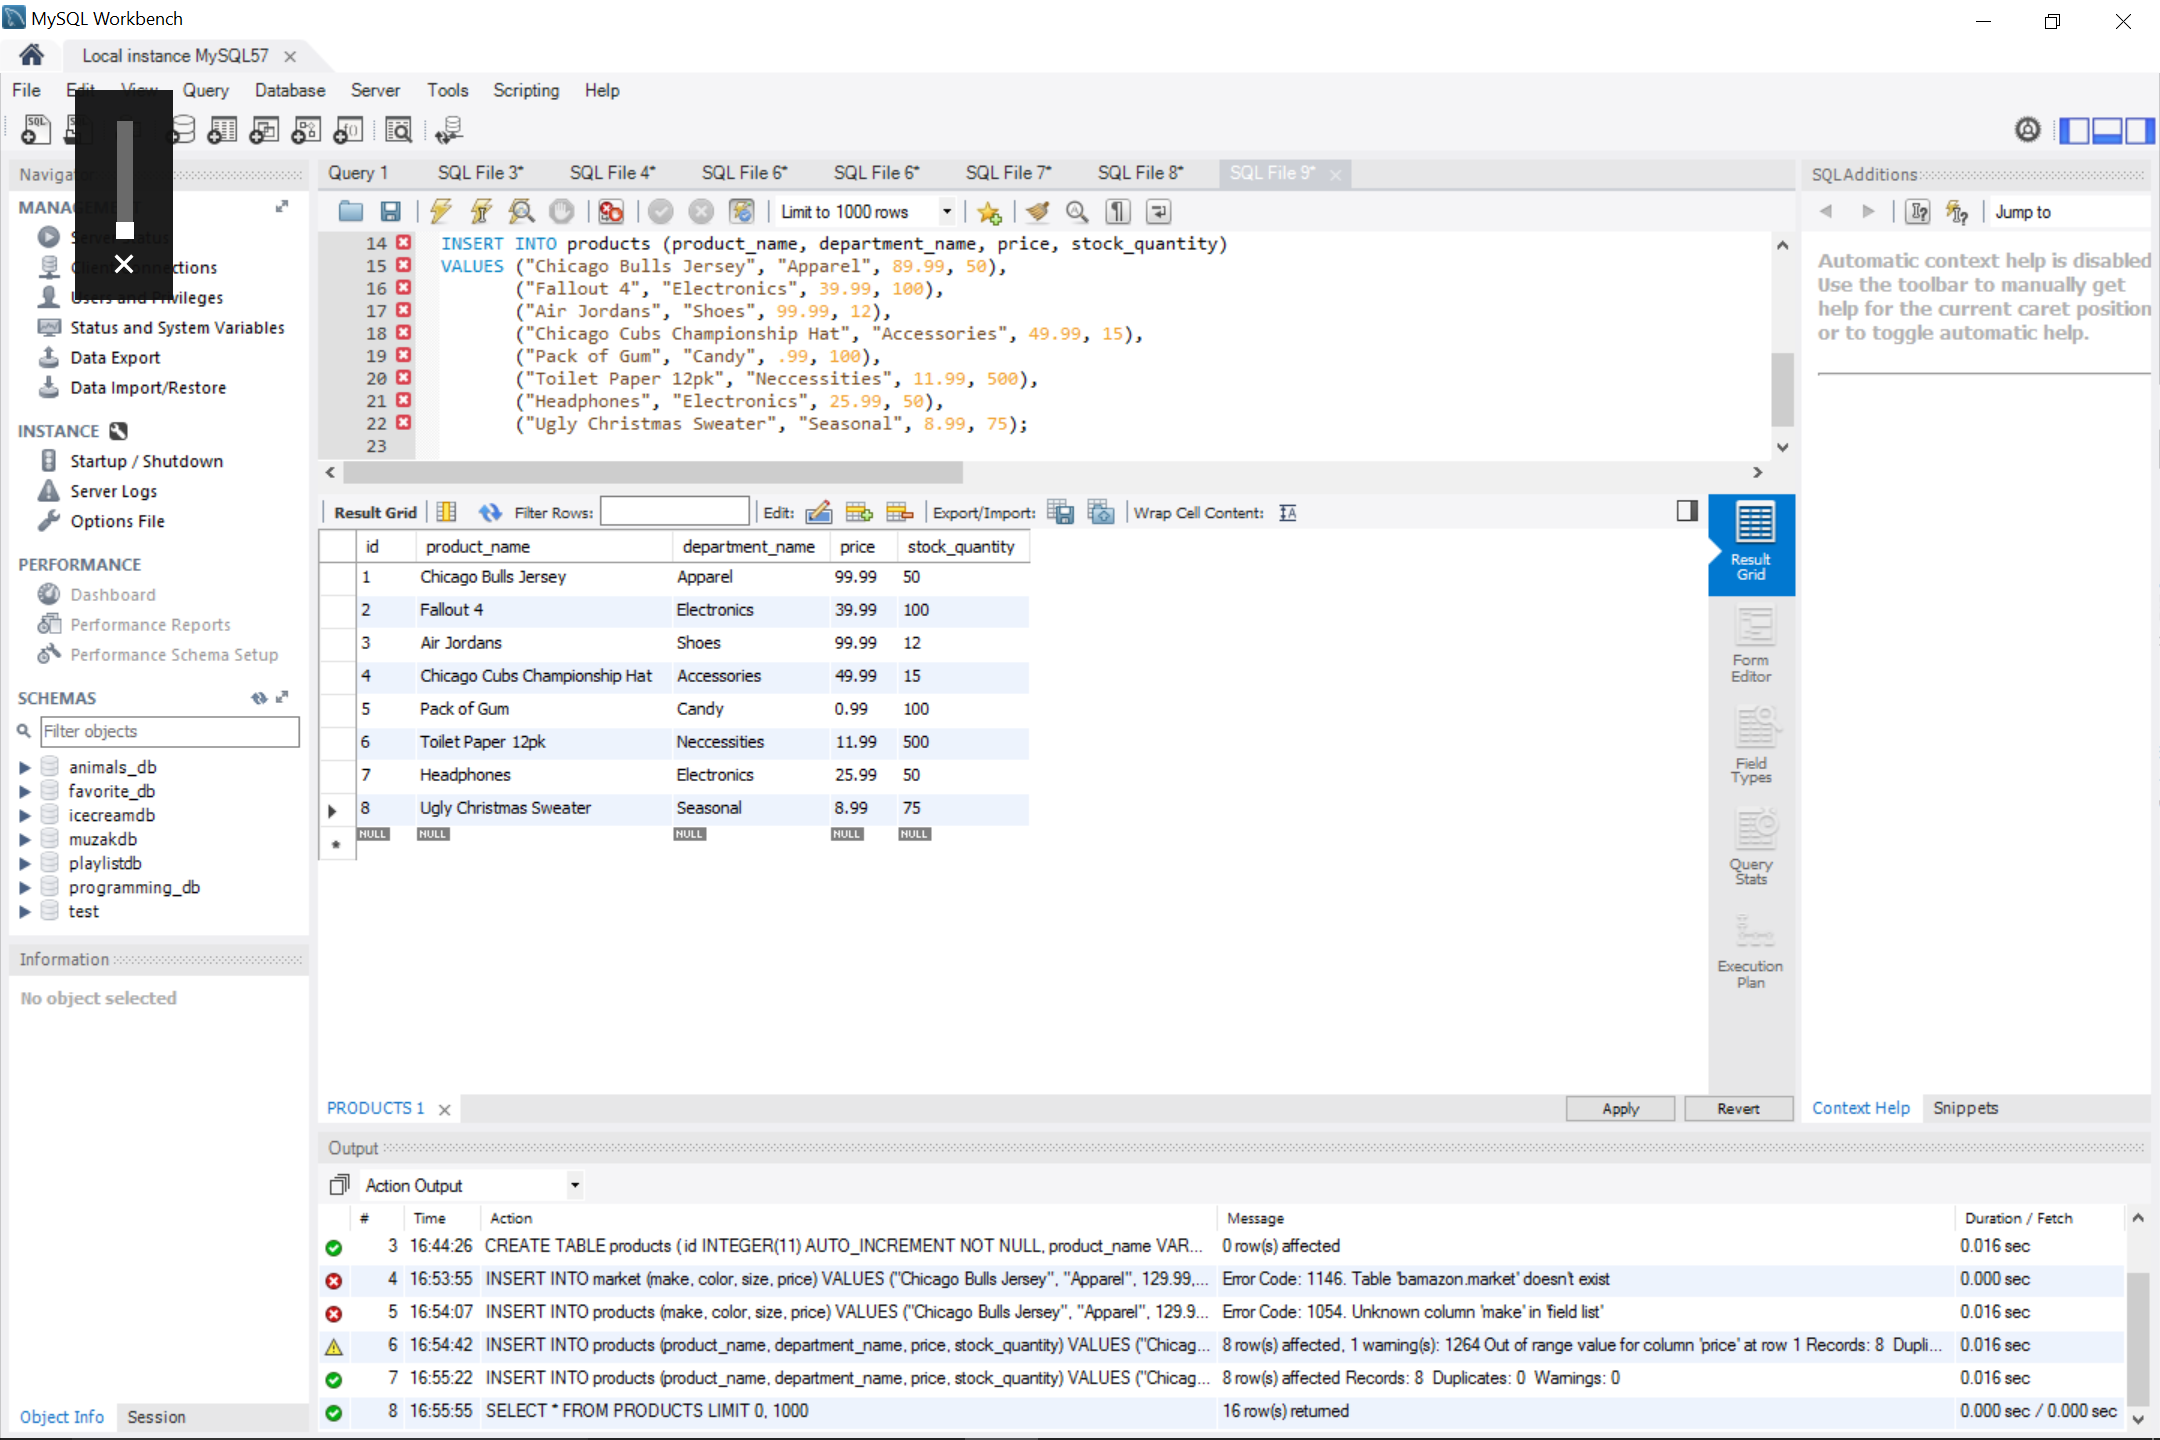 MySQL Workbench
Local instance MySQL57
File Edit View Query Database Server Tools Scripting Help
Query 1 SQL File 3* SQL File 4* SQL File 6* SQL File 6* SQL File 7* SQL File 8* SQL File 9*
Limit to 1000 rows
14 INSERT INTO products (product_name, department_name, price, stock_quantity)
15 VALUES ("Chicago Bulls Jersey", "Apparel", 89.99, 50),
16 ("Fallout 4", "Electronics", 39.99, 100),
17 ("Air Jordans", "Shoes", 99.99, 12),
18 ("Chicago Cubs Championship Hat", "Accessories", 49.99, 15),
19 ("Pack of Gum", "Candy", .99, 100),
20 ("Toilet Paper 12pk", "Neccessities", 11.99, 500),
21 ("Headphones", "Electronics", 25.99, 50),
22 ("Ugly Christmas Sweater", "Seasonal", 8.99, 75);
23
MANAGEMENT
Server Status
Connections
Users and Privileges
Status and System Variables
Data Export
Data Import/Restore
INSTANCE
Startup / Shutdown
Server Logs
Options File
PERFORMANCE
Dashboard
Performance Reports
Performance Schema Setup
SCHEMAS
Filter objects
animals_db
favorite_db
icecreamdb
muzakdb
playlistdb
programming_db
test
Information
No object selected
Object Info Session
Result Grid Filter Rows: Edit: Export/Import: Wrap Cell Content:
id product_name department_name price stock_quantity
1 Chicago Bulls Jersey Apparel 99.99 50
2 Fallout 4 Electronics 39.99 100
3 Air Jordans Shoes 99.99 12
4 Chicago Cubs Championship Hat Accessories 49.99 15
5 Pack of Gum Candy 0.99 100
6 Toilet Paper 12pk Neccessities 11.99 500
7 Headphones Electronics 25.99 50
8 Ugly Christmas Sweater Seasonal 8.99 75
NULL NULL NULL NULL NULL
Result
Grid
Form
Editor
Field
Types
Query
Stats
Execution
Plan
PRODUCTS 1
Apply Revert
SQLAdditions
Jump to
Automatic context help is disabled
Use the toolbar to manually get
help for the current caret position
or to toggle automatic help.
Context Help Snippets
Output
Action Output
# Time Action Message Duration / Fetch
3 16:44:26 CREATE TABLE products ( id INTEGER(11) AUTO_INCREMENT NOT NULL, product_name VAR... 0 row(s) affected 0.016 sec
4 16:53:55 INSERT INTO market (make, color, size, price) VALUES ("Chicago Bulls Jersey", "Apparel", 129.99,... Error Code: 1146. Table 'bamazon.market' doesn't exist 0.000 sec
5 16:54:07 INSERT INTO products (make, color, size, price) VALUES ("Chicago Bulls Jersey", "Apparel", 129.9... Error Code: 1054. Unknown column 'make' in 'field list' 0.016 sec
6 16:54:42 INSERT INTO products (product_name, department_name, price, stock_quantity) VALUES ("Chicag... 8 row(s) affected, 1 warning(s): 1264 Out of range value for column 'price' at row 1 Records: 8 Dupli... 0.016 sec
7 16:55:22 INSERT INTO products (product_name, department_name, price, stock_quantity) VALUES ("Chicag... 8 row(s) affected Records: 8 Duplicates: 0 Warnings: 0 0.016 sec
8 16:55:55 SELECT * FROM PRODUCTS LIMIT 0, 1000 16 row(s) returned 0.000 sec / 0.000 sec